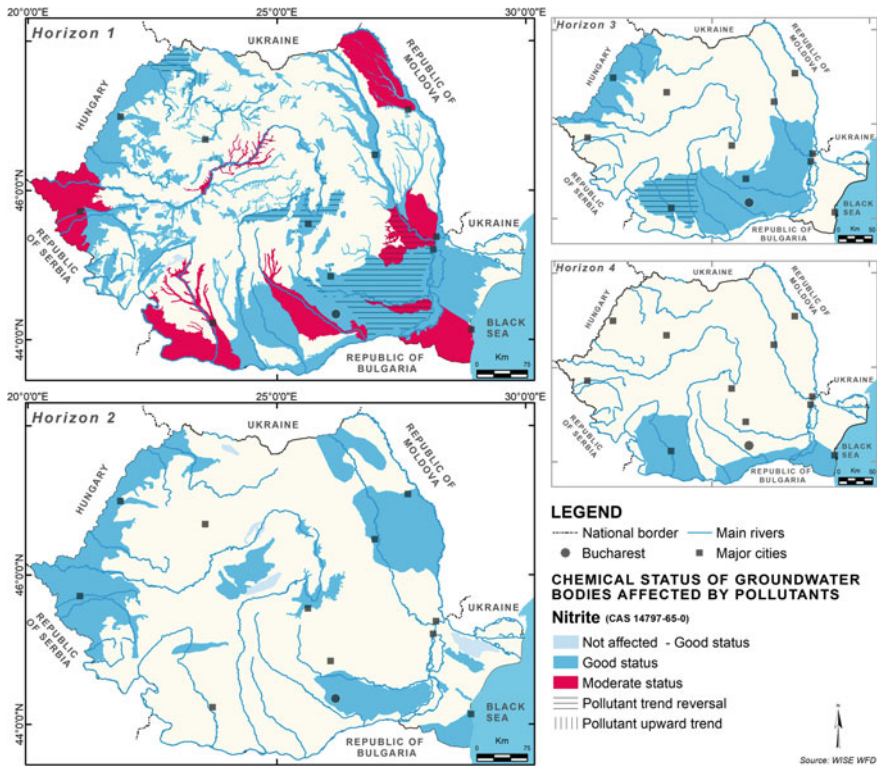 20°0'0"E
25°0'0"E
30°0'0"E
Horizon 1
UKRAINE
REPUBLIC OF MOLDOVA
HUNGARY
46°0'0"N
REPUBLIC OF SERBIA
UKRAINE
44°0'0"N
BLACK SEA
REPUBLIC OF BULGARIA
Km
0 75
20°0'0"E
25°0'0"E
30°0'0"E
Horizon 2
UKRAINE
REPUBLIC OF MOLDOVA
HUNGARY
46°0'0"N
REPUBLIC OF SERBIA
UKRAINE
44°0'0"N
BLACK SEA
REPUBLIC OF BULGARIA
Km
0 75
Horizon 3
UKRAINE
REPUBLIC OF MOLDOVA
HUNGARY
UKRAINE
REPUBLIC OF SERBIA
BLACK SEA
REPUBLIC OF BULGARIA
Km
0 50
Horizon 4
UKRAINE
REPUBLIC OF MOLDOVA
HUNGARY
UKRAINE
REPUBLIC OF SERBIA
BLACK SEA
REPUBLIC OF BULGARIA
Km
0 50
LEGEND
National border
Main rivers
Bucharest
Major cities
CHEMICAL STATUS OF GROUNDWATER
BODIES AFFECTED BY POLLUTANTS
Nitrite (CAS 14797-65-0)
Not affected - Good status
Good status
Moderate status
Pollutant trend reversal
Pollutant upward trend
Source: WISE WFD